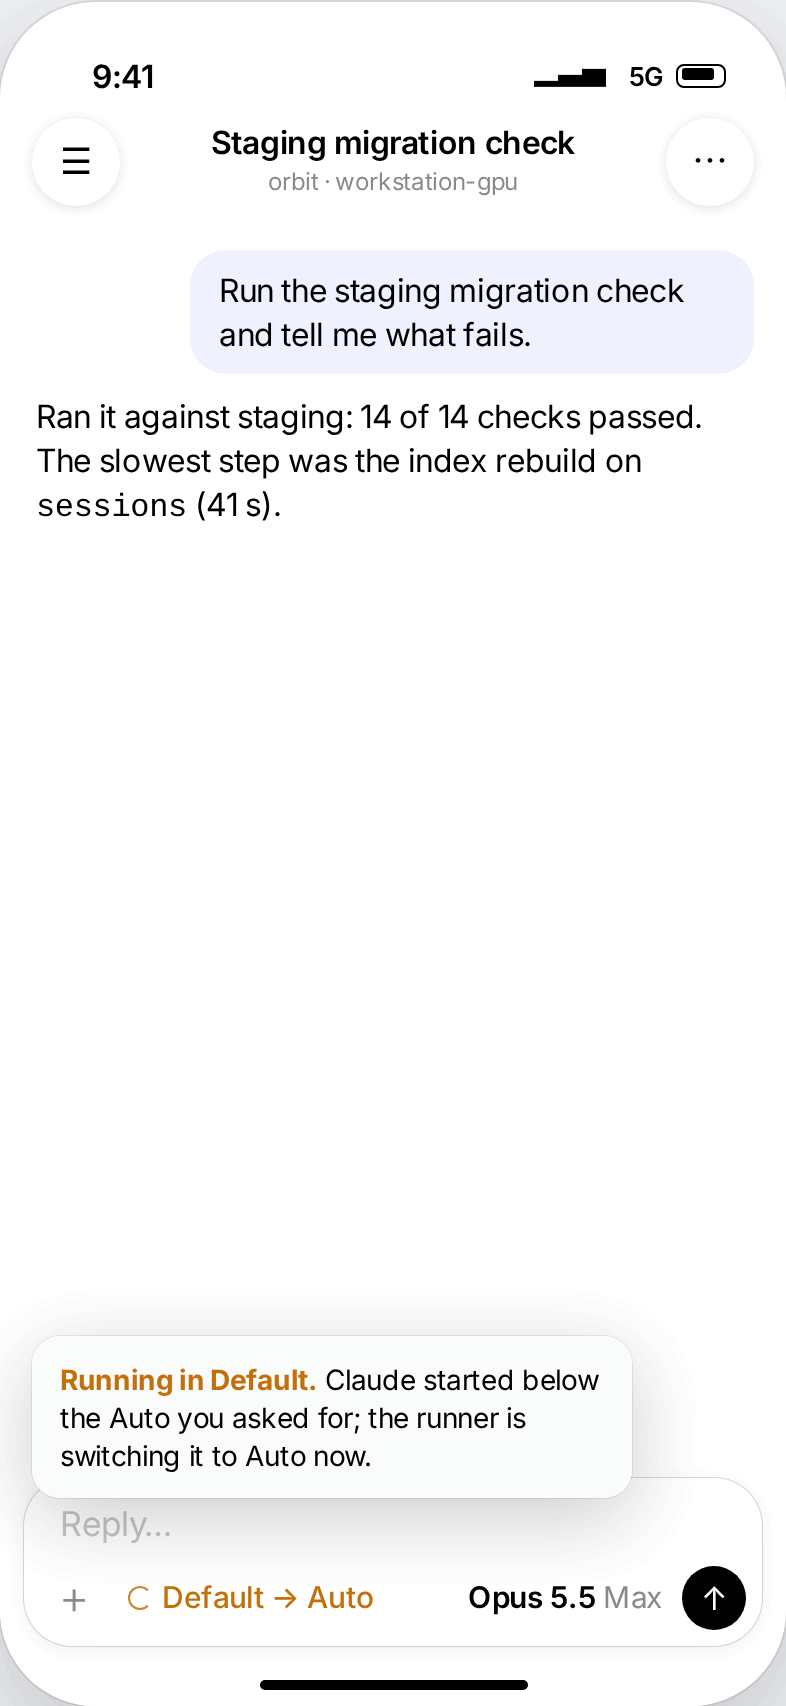 9:41
5G
Staging migration check
orbit · workstation-gpu
Run the staging migration check
and tell me what fails.
Ran it against staging: 14 of 14 checks passed.
The slowest step was the index rebuild on
sessions (41 s).
Running in Default. Claude started below
the Auto you asked for; the runner is
switching it to Auto now.
Reply...
Default → Auto
Opus 5.5 Max